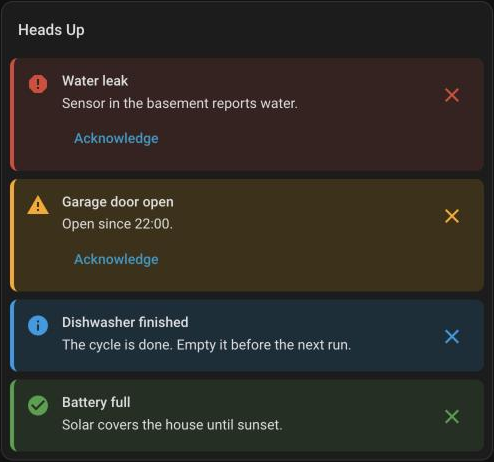 Heads Up
Water leak
Sensor in the basement reports water.
Acknowledge
Garage door open
Open since 22:00.
Acknowledge
Dishwasher finished
The cycle is done. Empty it before the next run.
Battery full
Solar covers the house until sunset.